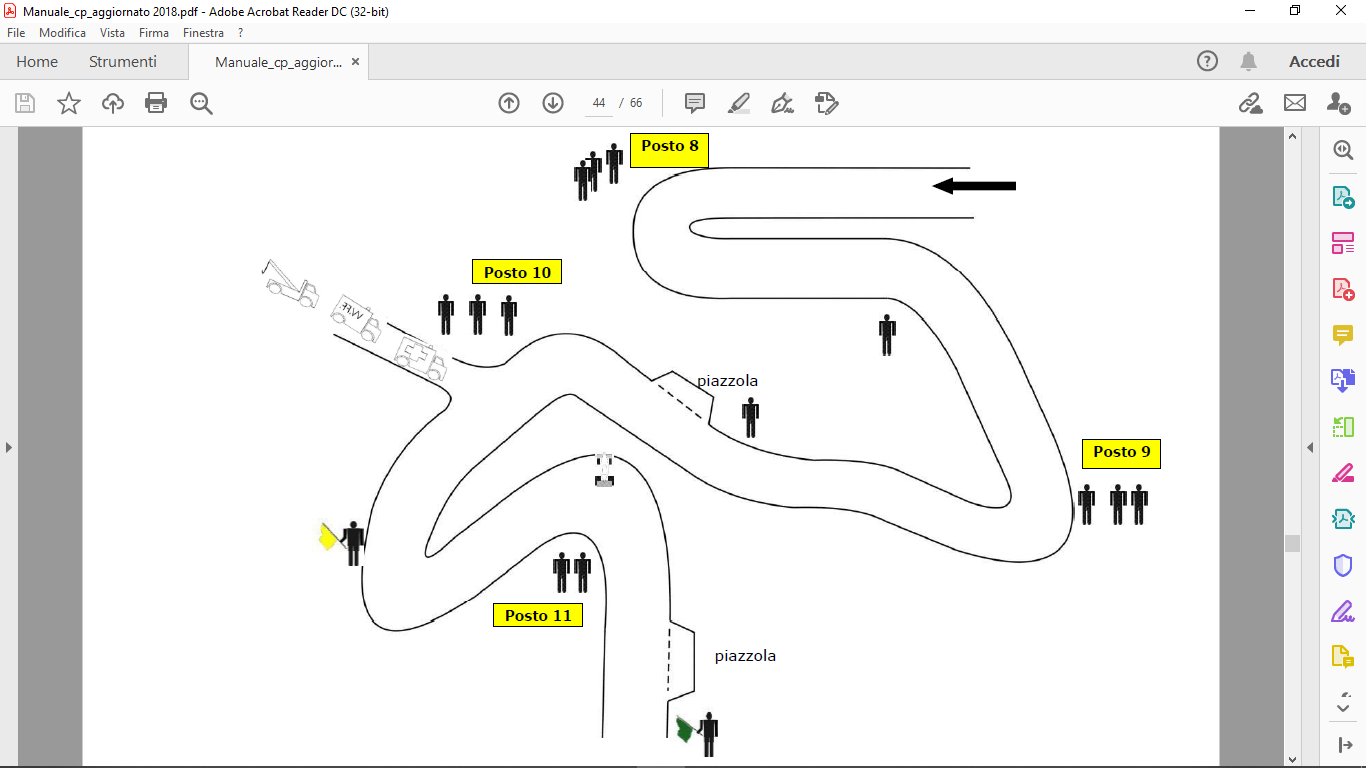 Manuale_cp_aggiornato 2018.pdf - Adobe Acrobat Reader DC (32-bit)
File Modifica Vista Firma Finestra ?
Home Strumenti Manuale_cp_aggior... × Accedi
44 / 66
Posto 8
Posto 10
piazzola
Posto 9
Posto 11
piazzola